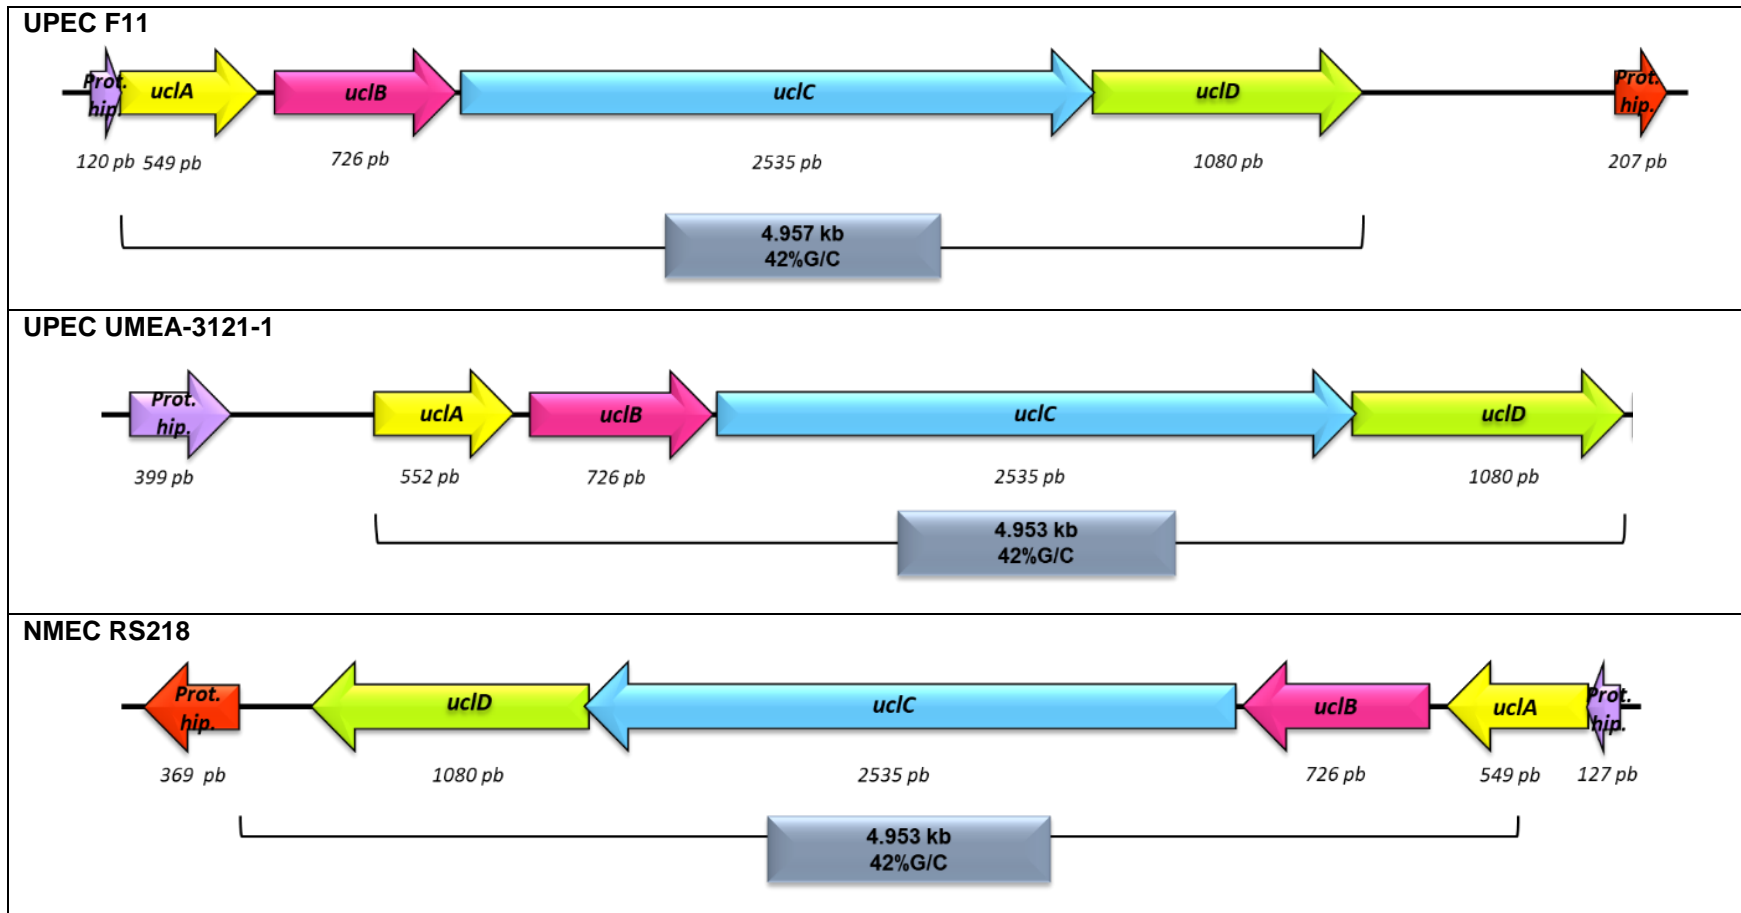 UPEC F11
Prot.
hip.
uclA
uclB
uclC
uclD
Prot.
hip.
120 pb
549 pb
726 pb
2535 pb
1080 pb
207 pb
4.957 kb
42%G/C
UPEC UMEA-3121-1
Prot.
hip.
uclA
uclB
uclC
uclD
399 pb
552 pb
726 pb
2535 pb
1080 pb
4.953 kb
42%G/C
NMEC RS218
Prot.
hip.
uclD
uclC
uclB
uclA
Prot.
hip.
369 pb
1080 pb
2535 pb
726 pb
549 pb
127 pb
4.953 kb
42%G/C